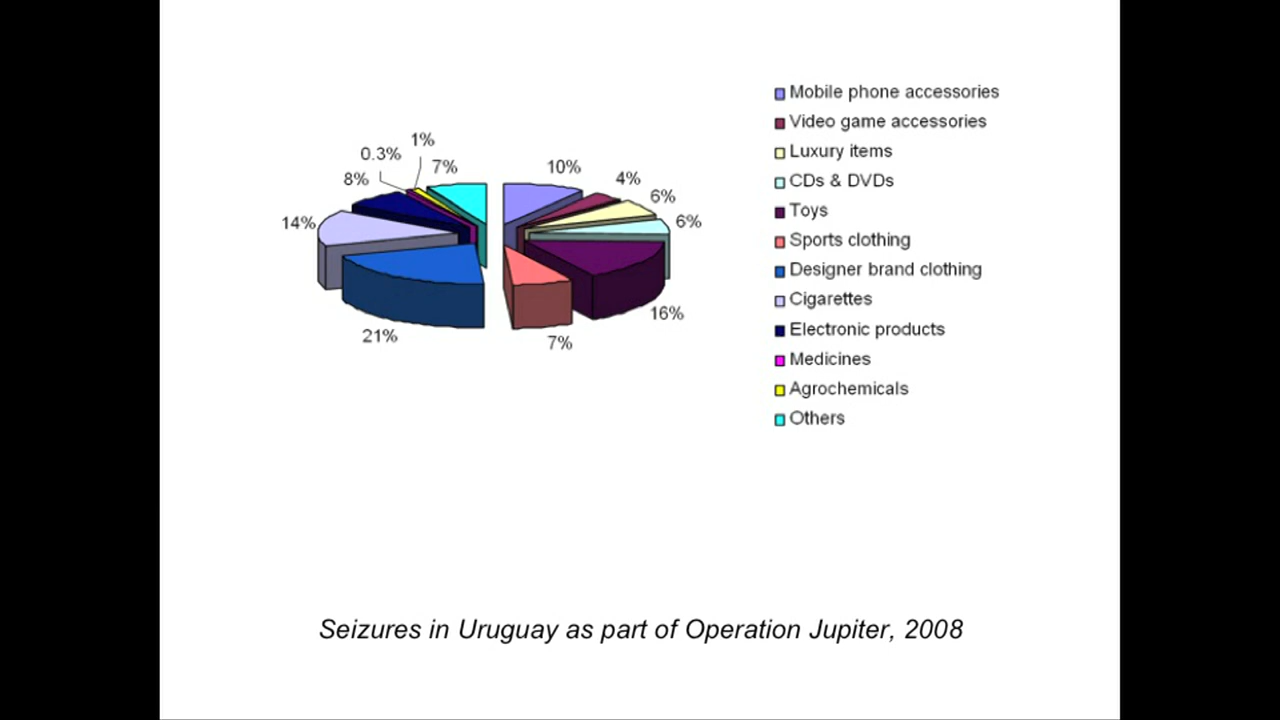 1%
0.3%
7%
10%
8%
4%
6%
14%
6%
16%
21%
7%
Mobile phone accessories
Video game accessories
Luxury items
CDs & DVDs
Toys
Sports clothing
Designer brand clothing
Cigarettes
Electronic products
Medicines
Agrochemicals
Others
Seizures in Uruguay as part of Operation Jupiter, 2008